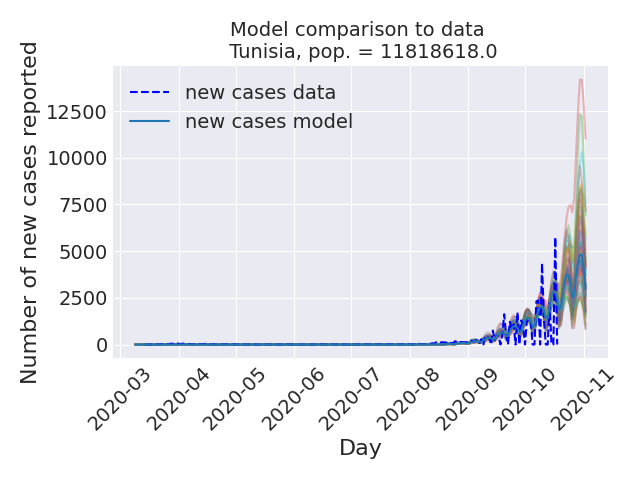 Model comparison to data
Tunisia, pop. = 11818618.0
Number of new cases reported
new cases data
new cases model
12500
10000
7500
5000
2500
0
2020-03
2020-04
2020-05
2020-06
2020-07
2020-08
2020-09
2020-10
2020-11
Day